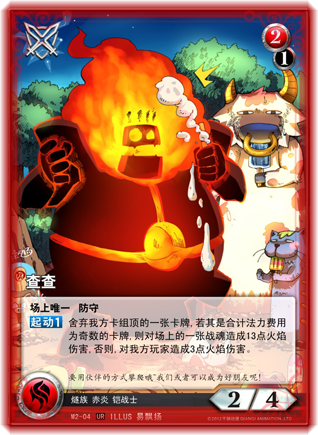 2
1
查查
场上唯一 防守
起动1 舍弃我方卡组顶的一张卡牌,若其是合计法力费用
为奇数的卡牌,则对场上的一张战魂造成13点火焰
伤害,否则,对我方玩家造成3点火焰伤害。
要用伙伴的方式攀爬哦~我们或者可以成为好朋友呢!
燧族 赤炎 铠战士
2/4
M2-04 UR ILLUS 易飘扬